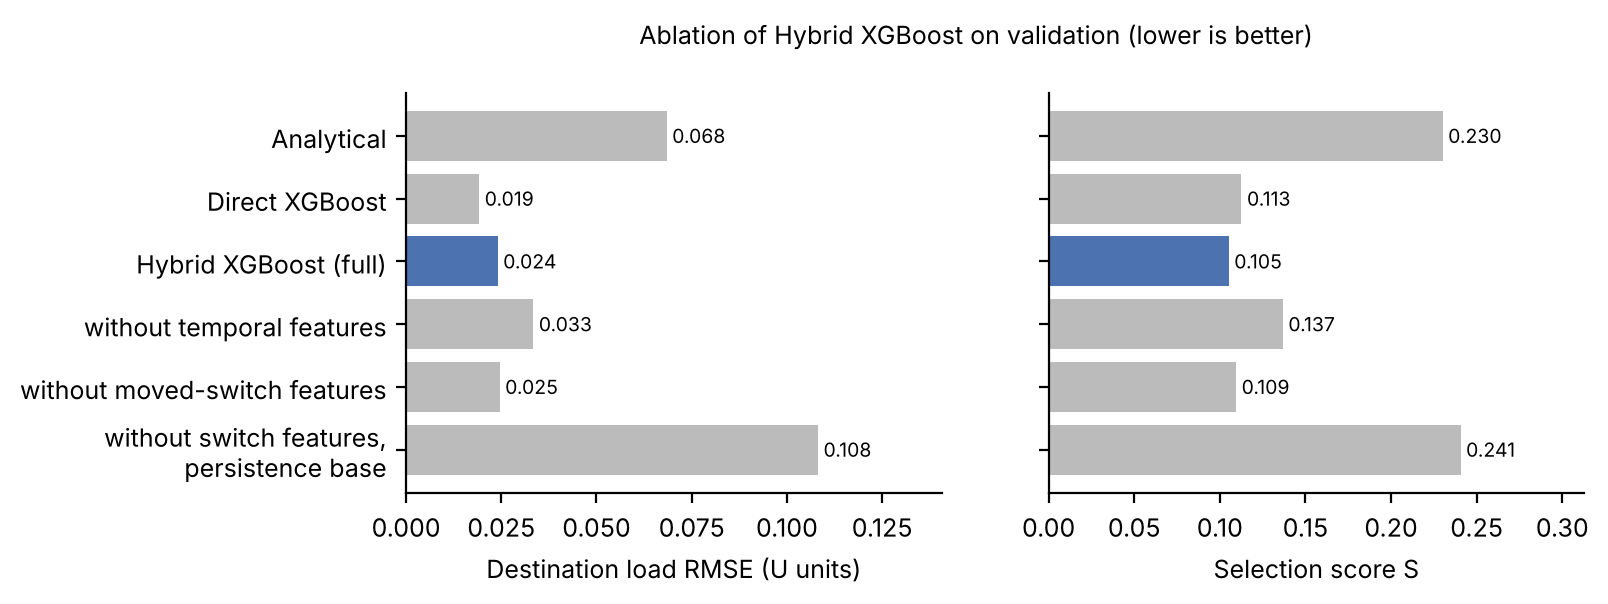 Ablation of Hybrid XGBoost on validation (lower is better)
Analytical
Direct XGBoost
Hybrid XGBoost (full)
without temporal features
without moved-switch features
without switch features,
persistence base
0.068
0.019
0.024
0.033
0.025
0.108
0.000 0.025 0.050 0.075 0.100 0.125
Destination load RMSE (U units)
0.230
0.113
0.105
0.137
0.109
0.241
0.00 0.05 0.10 0.15 0.20 0.25 0.30
Selection score S